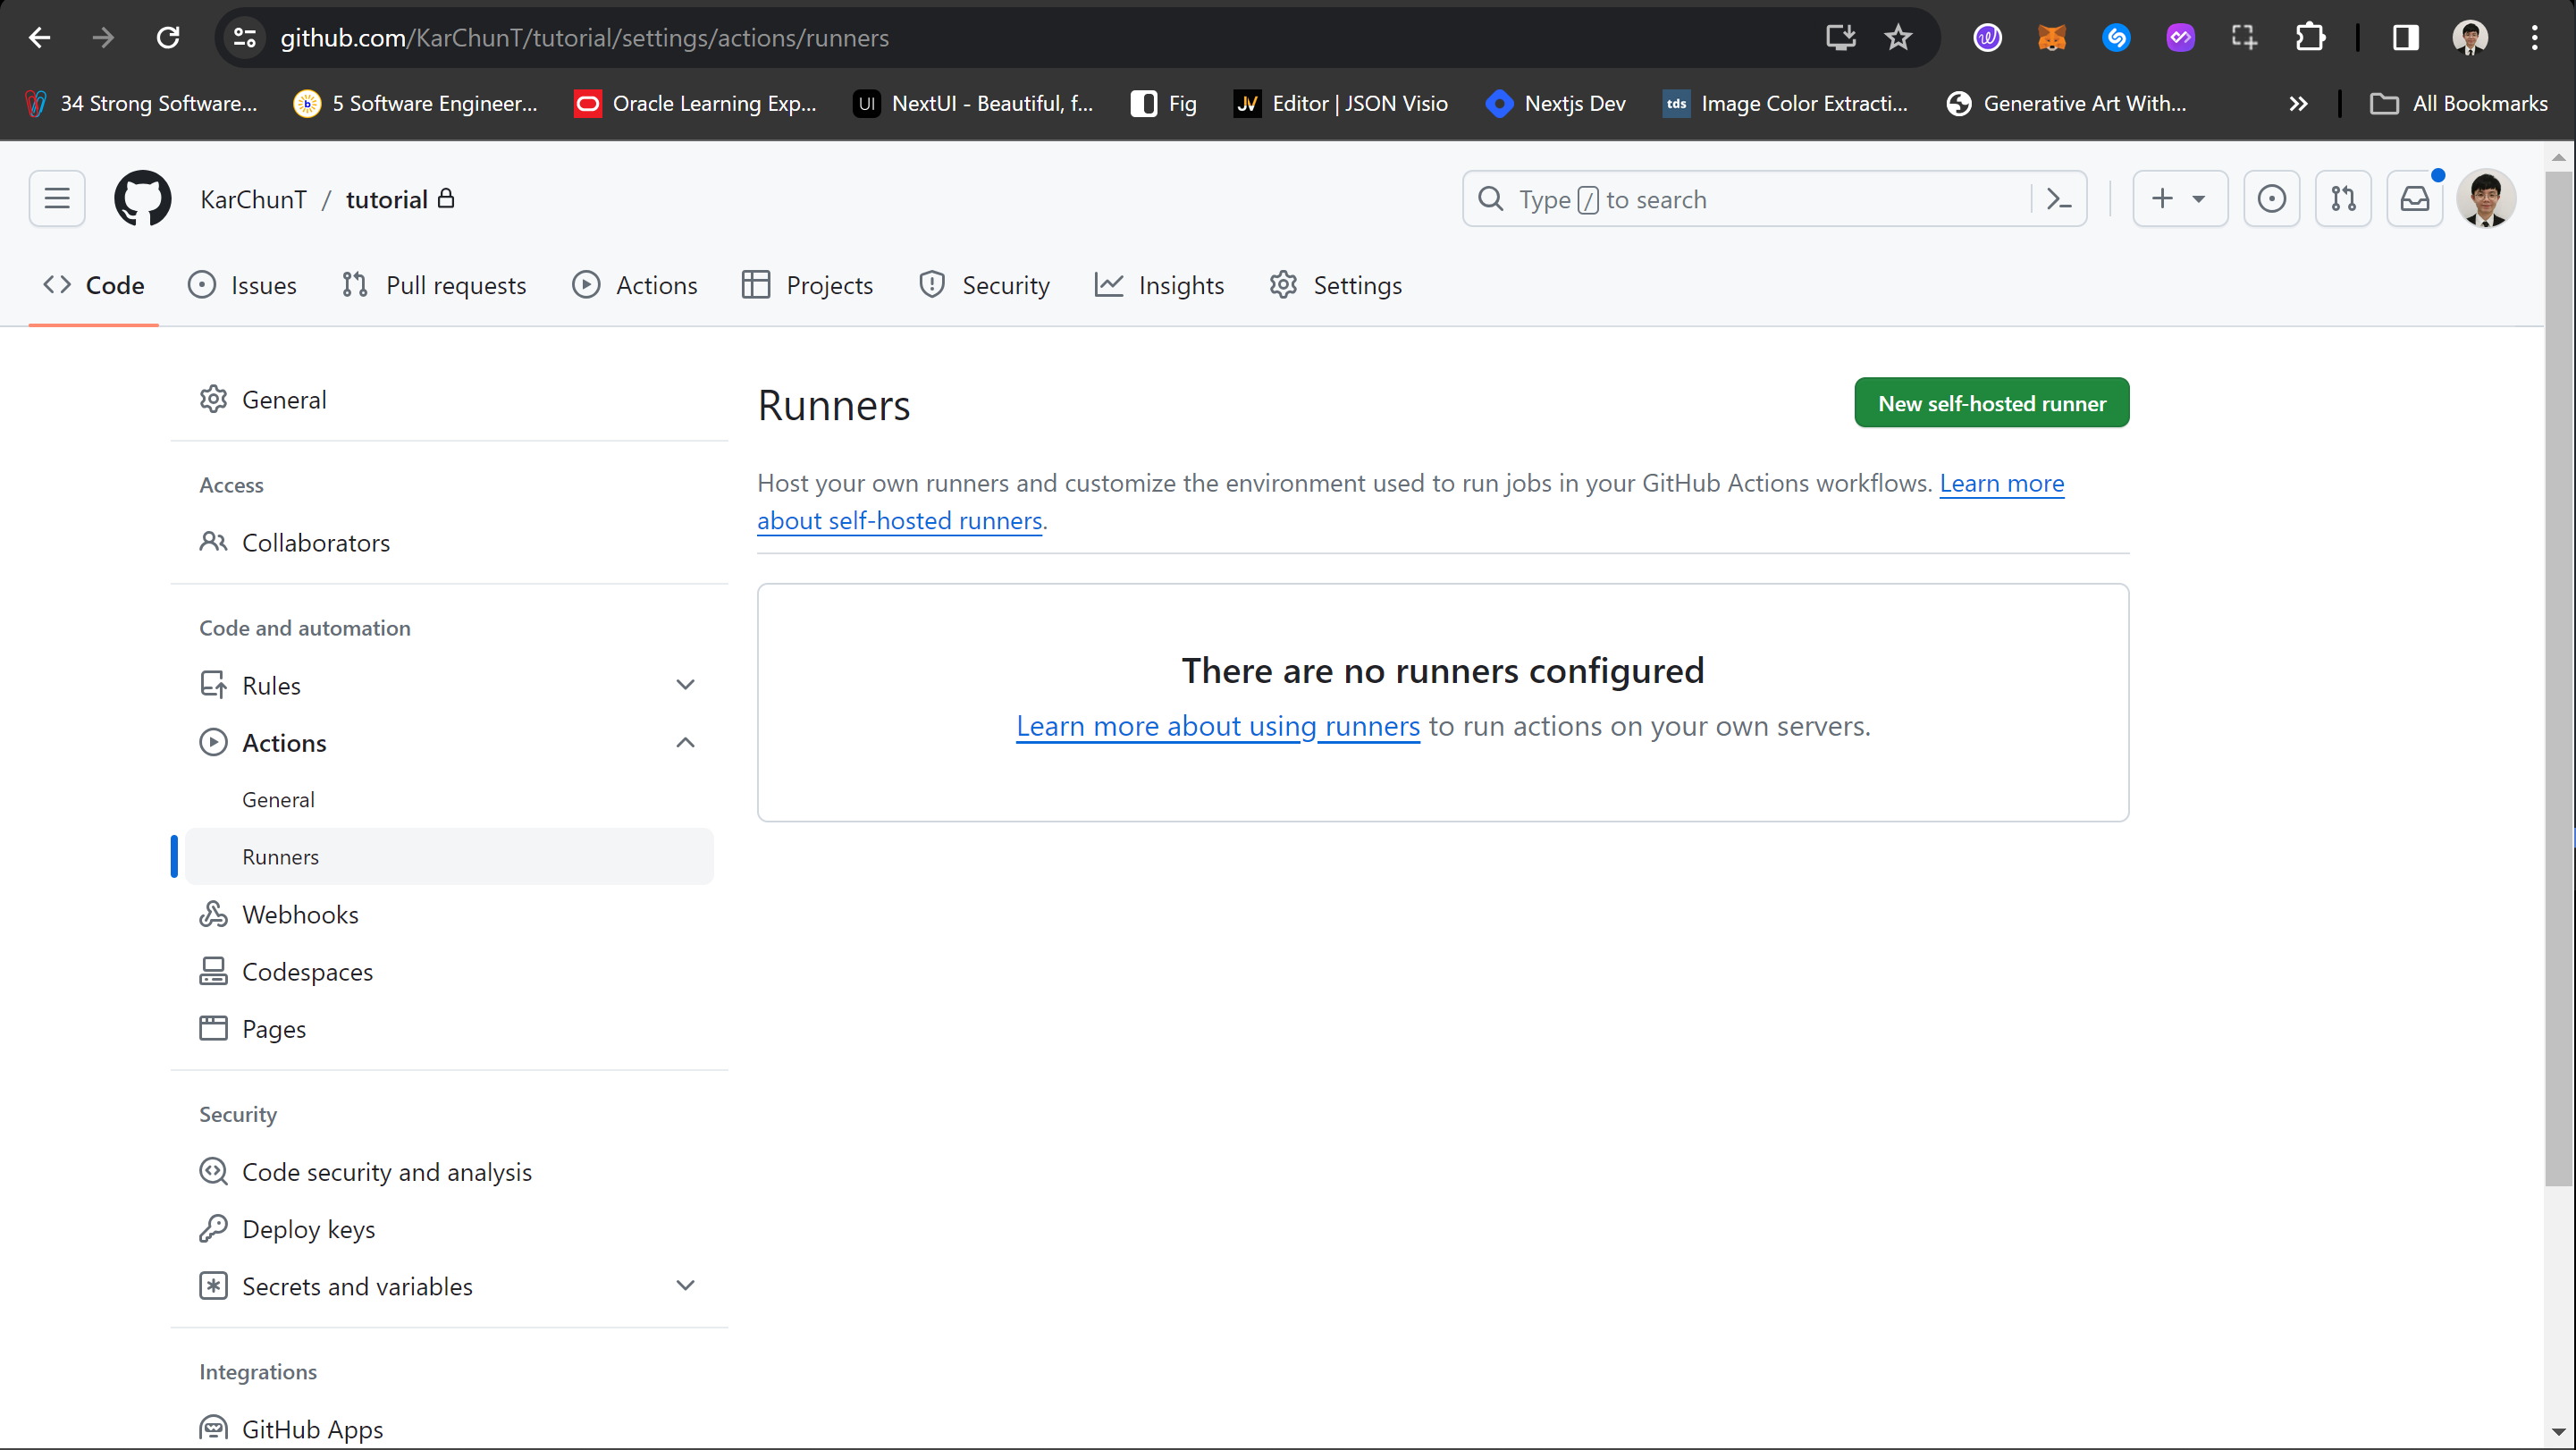 github.com/KarChunT/tutorial/settings/actions/runners
34 Strong Software...
b
5 Software Engineer...
Oracle Learning Exp...
UI
NextUI - Beautiful, f...
Fig
JV
Editor | JSON Visio
Nextjs Dev
tds
Image Color Extracti...
Generative Art With...
All Bookmarks
KarChunT / tutorial
Type / to search
Code
Issues
Pull requests
Actions
Projects
Security
Insights
Settings
General
Access
Collaborators
Code and automation
Rules
Actions
General
Runners
Webhooks
Codespaces
Pages
Security
Code security and analysis
Deploy keys
Secrets and variables
Integrations
GitHub Apps
Runners
New self-hosted runner
Host your own runners and customize the environment used to run jobs in your GitHub Actions workflows. Learn more
about self-hosted runners.
There are no runners configured
Learn more about using runners to run actions on your own servers.